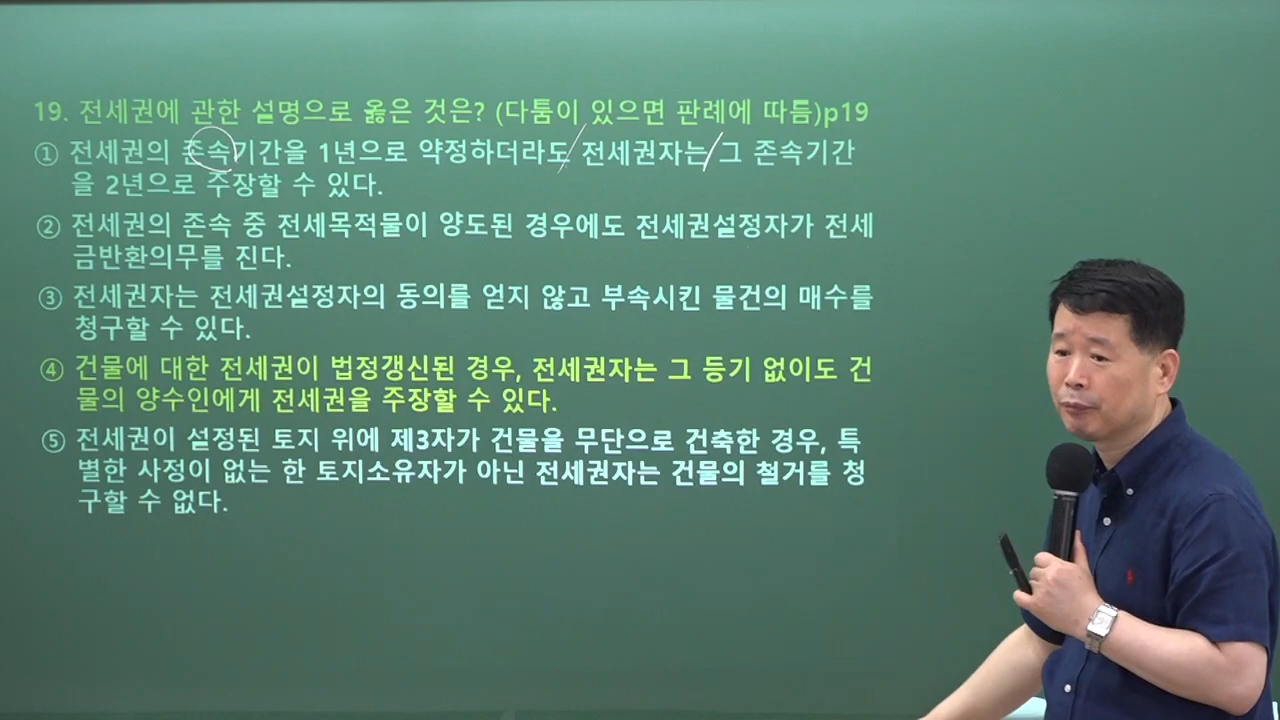 19. 전세권에 관한 설명으로 옳은 것은? (다툼이 있으면 판례에 따름)p19
① 전세권의 존속기간을 1년으로 약정하더라도 전세권자는 그 존속기간
을 2년으로 주장할 수 있다.
② 전세권의 존속 중 전세목적물이 양도된 경우에도 전세권설정자가 전세
금반환의무를 진다.
③ 전세권자는 전세권설정자의 동의를 얻지 않고 부속시킨 물건의 매수를
청구할 수 있다.
④ 건물에 대한 전세권이 법정갱신된 경우, 전세권자는 그 등기 없이도 건
물의 양수인에게 전세권을 주장할 수 있다.
⑤ 전세권이 설정된 토지 위에 제3자가 건물을 무단으로 건축한 경우, 특
별한 사정이 없는 한 토지소유자가 아닌 전세권자는 건물의 철거를 청
구할 수 없다.